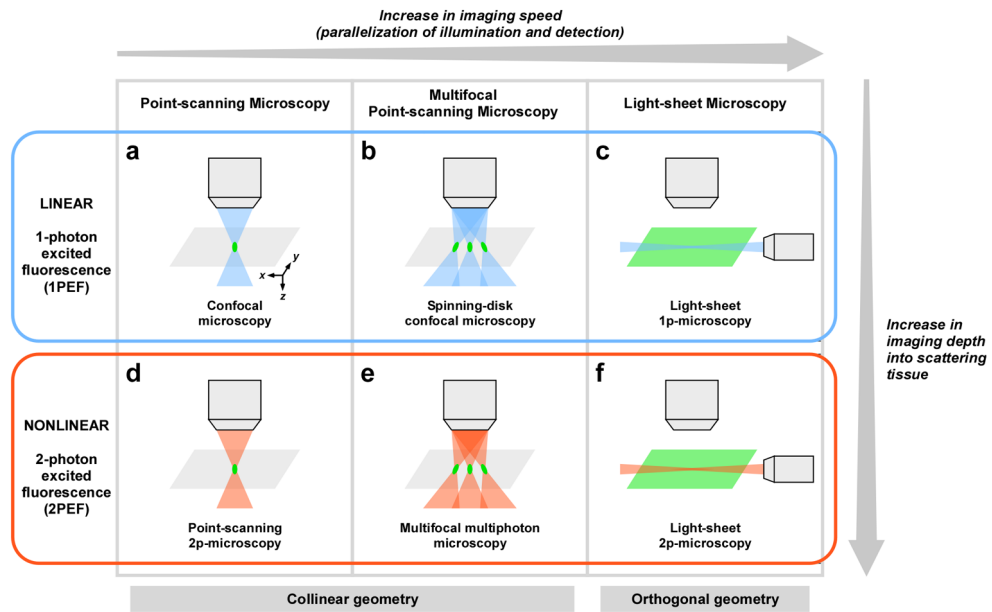 Increase in imaging speed
(parallelization of illumination and detection)
Point-scanning Microscopy
Multifocal
Point-scanning Microscopy
Light-sheet Microscopy
LINEAR
1-photon
excited
fluorescence
(1PEF)
a
x
y
z
Confocal
microscopy
b
Spinning-disk
confocal microscopy
c
Light-sheet
1p-microscopy
NONLINEAR
2-photon
excited
fluorescence
(2PEF)
d
Point-scanning
2p-microscopy
e
Multifocal multiphoton
microscopy
f
Light-sheet
2p-microscopy
Increase in
imaging depth
into scattering
tissue
Collinear geometry
Orthogonal geometry